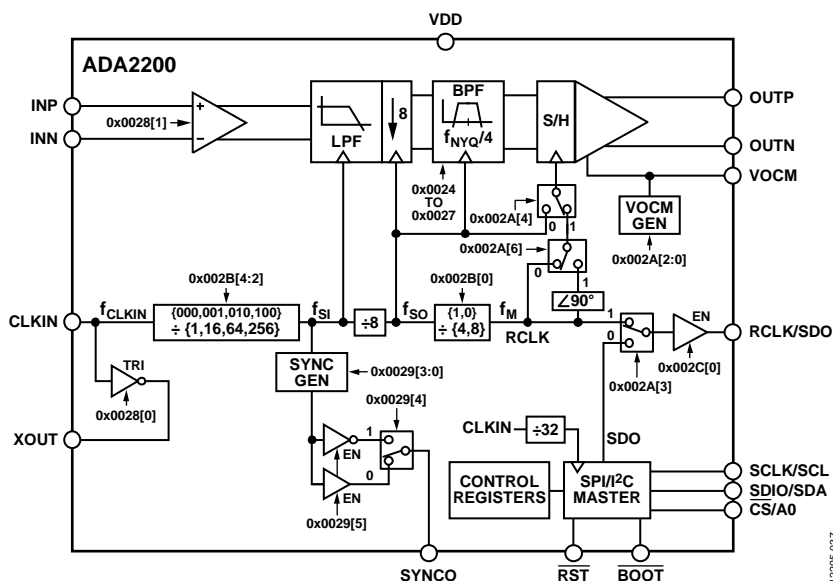 VDD
ADA2200
INP
INN
0x0028[1]
+
–
LPF
8
BPF
fNYQ/4
S/H
OUTP
OUTN
VOCM
0x0024
TO
0x0027
0x002A[4]
0
1
VOCM
GEN
0x002A[2:0]
0x002A[6]
0
1
∠90°
0x002B[4:2]
0x002B[0]
CLKIN
fCLKIN
{000,001,010,100}
÷ {1,16,64,256}
fSI
÷8
fSO
{1,0}
÷ {4,8}
fM
RCLK
1
0
EN
RCLK/SDO
0x002C[0]
0x002A[3]
TRI
0x0028[0]
XOUT
SYNC
GEN
0x0029[3:0]
0x0029[4]
1
EN
0
EN
0x0029[5]
CLKIN
÷32
SDO
CONTROL
REGISTERS
SPI/I2C
MASTER
SCLK/SCL
SDIO/SDA
CS/A0
SYNCO
RST
BOOT